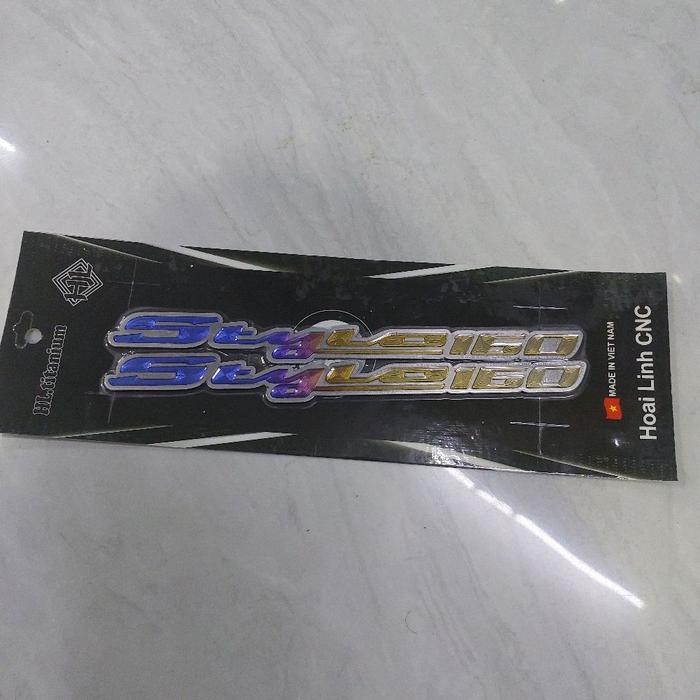 HL.titanium
Style160
Style160
MADE IN VIET NAM
Hoai Linh CNC